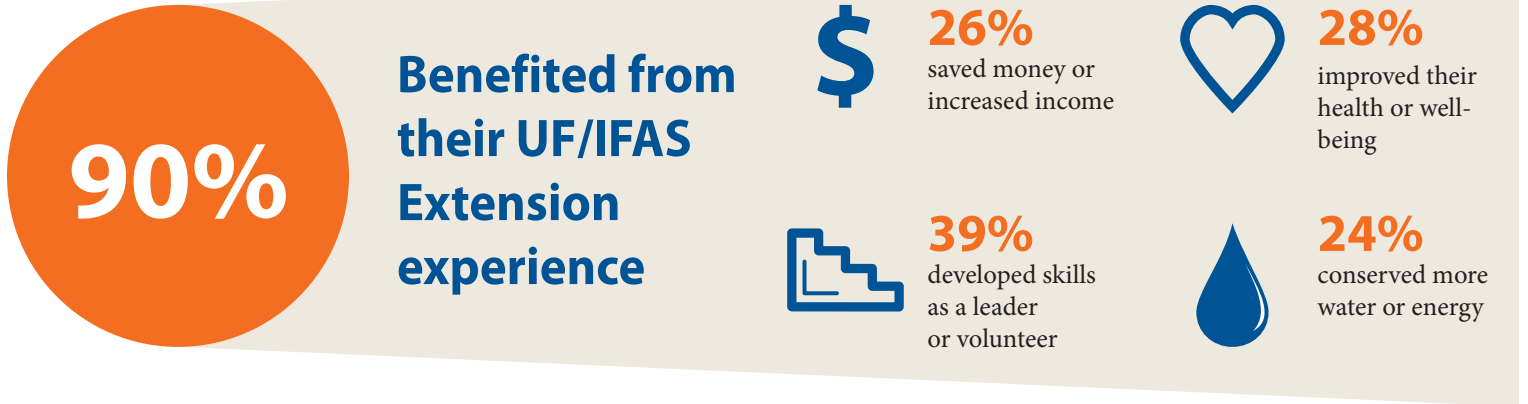 90%
Benefited from
their UF/IFAS
Extension
experience
26%
saved money or
increased income
28%
improved their
health or well-
being
39%
developed skills
as a leader
or volunteer
24%
conserved more
water or energy